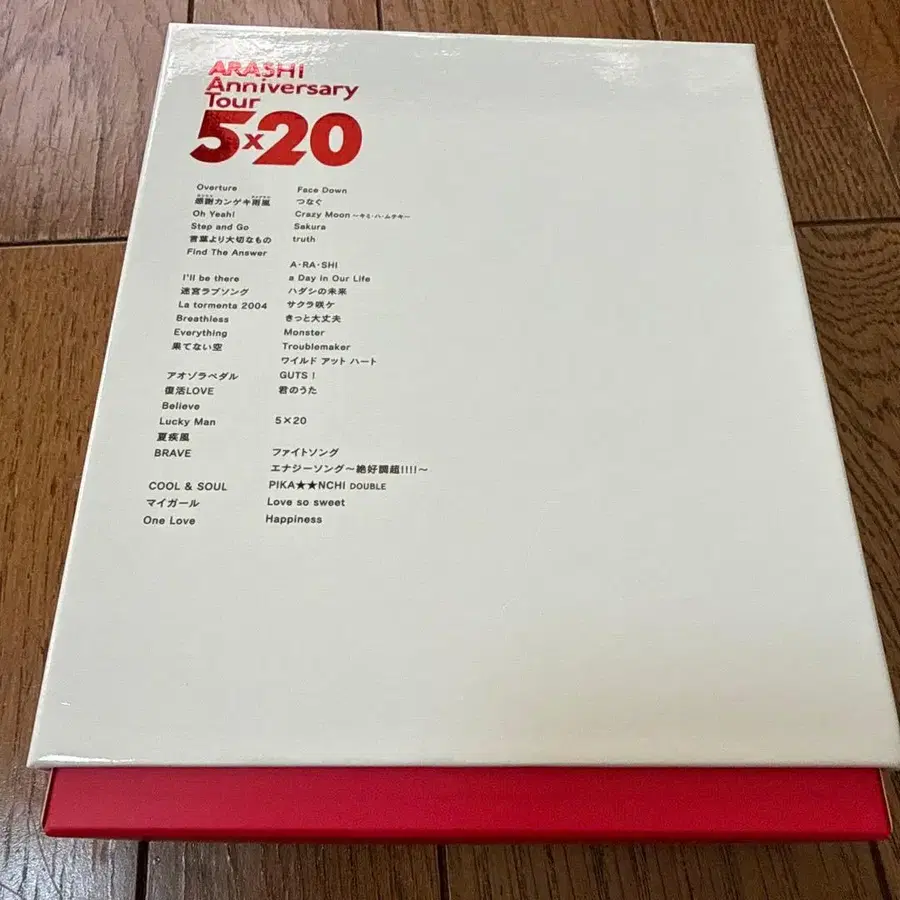 ARASHI
Anniversary
Tour
5×20
Overture
感謝カンゲキ雨嵐
Oh Yeah!
Step and Go
言葉より大切なもの
Find The Answer
I'll be there
迷宮ラブソング
La tormenta 2004
Breathless
Everything
果てない空
アオゾラペダル
復活LOVE
Believe
Lucky Man
夏疾風
BRAVE
COOL & SOUL
マイガール
One Love
Face Down
つなぐ
Crazy Moon ～キミ・ハ・ムテキ～
Sakura
truth
A・RA・SHI
a Day in Our Life
ハダシの未来
サクラ咲ケ
きっと大丈夫
Monster
Troublemaker
ワイルド アット ハート
GUTS !
君のうた
5×20
ファイトソング
エナジーソング～絶好調超!!!!～
PIKA★★NCHI DOUBLE
Love so sweet
Happiness